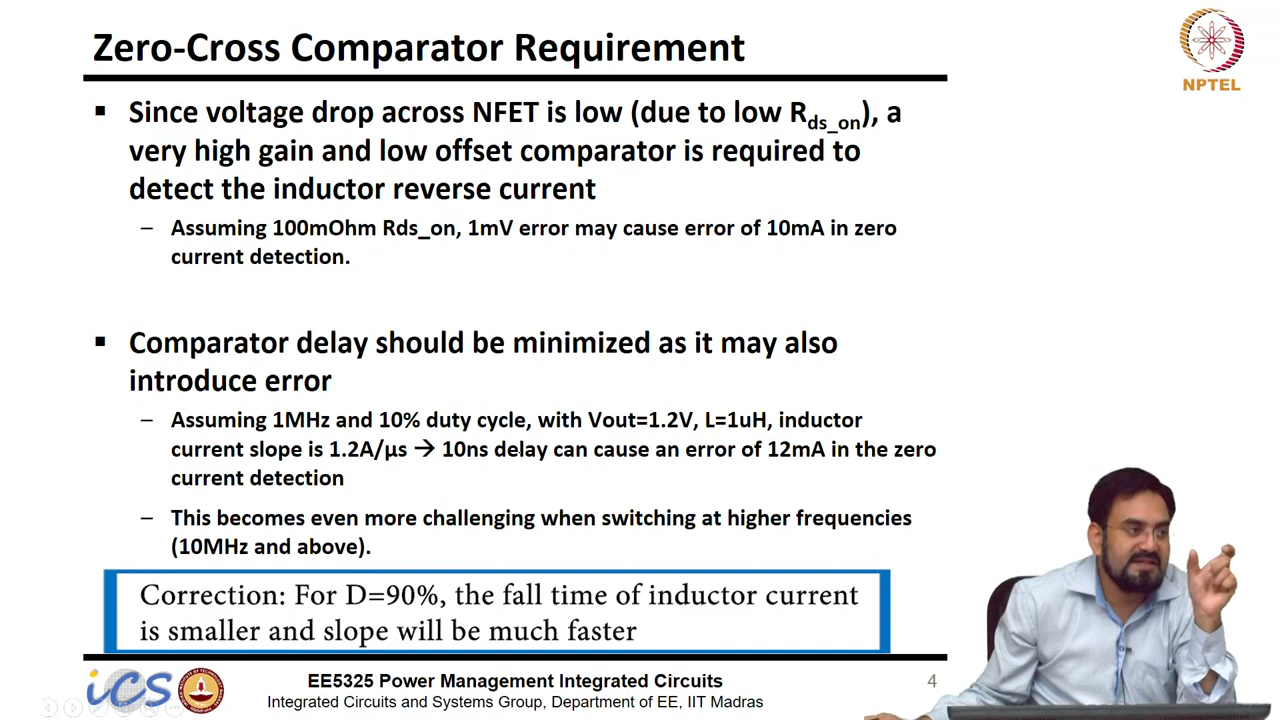 Zero-Cross Comparator Requirement
NPTEL
▪ Since voltage drop across NFET is low (due to low Rds_on), a
very high gain and low offset comparator is required to
detect the inductor reverse current
– Assuming 100mOhm Rds_on, 1mV error may cause error of 10mA in zero
current detection.
▪ Comparator delay should be minimized as it may also
introduce error
– Assuming 1MHz and 10% duty cycle, with Vout=1.2V, L=1uH, inductor
current slope is 1.2A/µs → 10ns delay can cause an error of 12mA in the zero
current detection
– This becomes even more challenging when switching at higher frequencies
(10MHz and above).
Correction: For D=90%, the fall time of inductor current
is smaller and slope will be much faster
ics
EE5325 Power Management Integrated Circuits
Integrated Circuits and Systems Group, Department of EE, IIT Madras
4